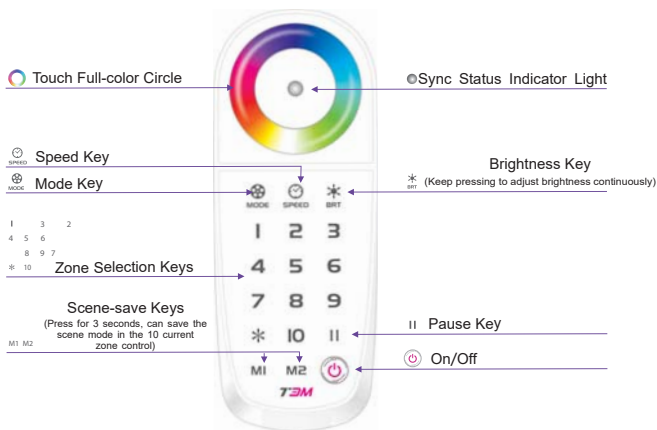 Touch Full-color Circle
Sync Status Indicator Light
SPEED Speed Key
MODE Mode Key
Brightness Key
BRT (Keep pressing to adjust brightness continuously)
MODE SPEED BRT
1 3 2
4 5 6
8 9 7
* 10 Zone Selection Keys
1 2 3
4 5 6
7 8 9
* 10 II
Scene-save Keys
(Press for 3 seconds, can save the
scene mode in the 10 current
zone control)
M1 M2
II Pause Key
On/Off
M1 M2
T3M